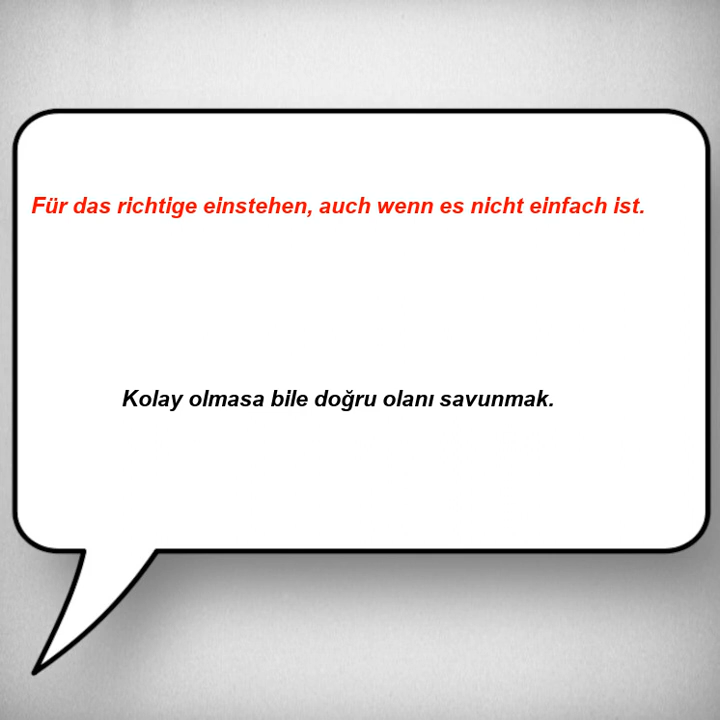 Für das richtige einstehen, auch wenn es nicht einfach ist.
Kolay olmasa bile doğru olanı savunmak.